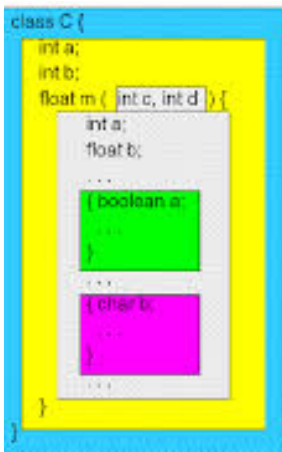 class C {
int a;
int b;
float m ( int c, int d ) {
int a;
float b;
...
{ boolean a;
...
}
...
{ char b;
...
}
...
}
}